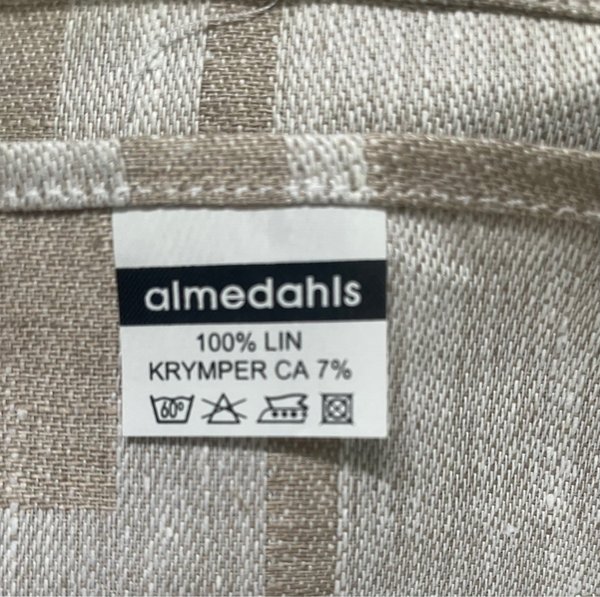 almedahls
100% LIN
KRYMPER CA 7%
60°